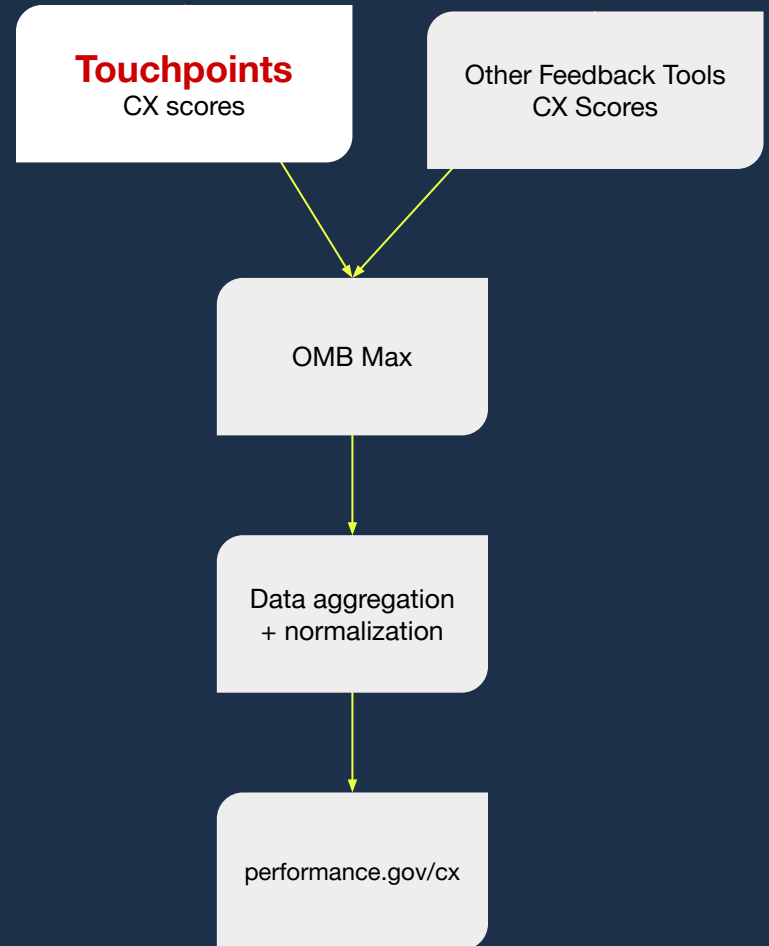 Touchpoints
CX scores
Other Feedback Tools
CX Scores
OMB Max
Data aggregation
+ normalization
performance.gov/cx